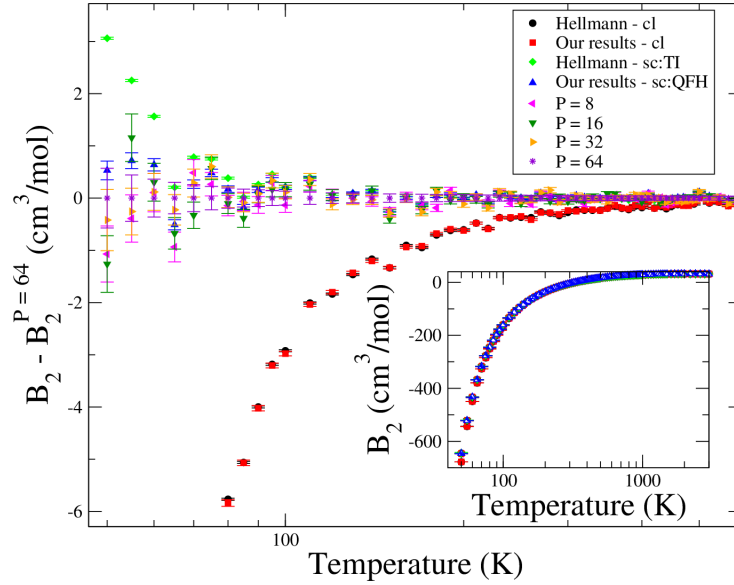 Hellmann - cl
Our results - cl
Hellmann - sc:TI
Our results - sc:QFH
P = 8
P = 16
P = 32
P = 64
2
0
-2
-4
-6
B₂ - B₂ᴾ ⁼ ⁶⁴ (cm³/mol)
100
Temperature (K)
0
-200
-400
-600
B₂ (cm³/mol)
100
1000
Temperature (K)